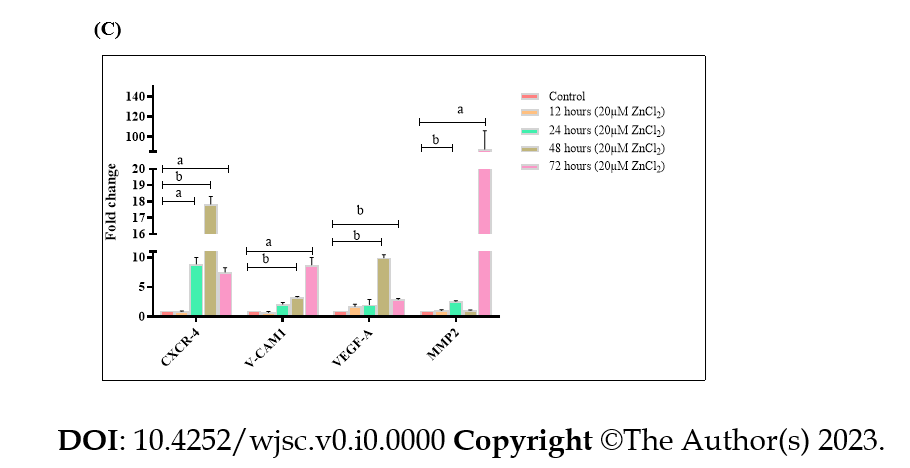 (C)
140
120
100
20
19
18
17
16
10
5
0
Fold change
a
b
a
a
b
b
b
a
b
CXCR-4
V-CAM1
VEGF-A
MMP2
Control
12 hours (20µM ZnCl₂)
24 hours (20µM ZnCl₂)
48 hours (20µM ZnCl₂)
72 hours (20µM ZnCl₂)
DOI: 10.4252/wjsc.v0.i0.0000 Copyright ©The Author(s) 2023.